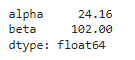 alpha     24.16
beta     102.00
dtype: float64